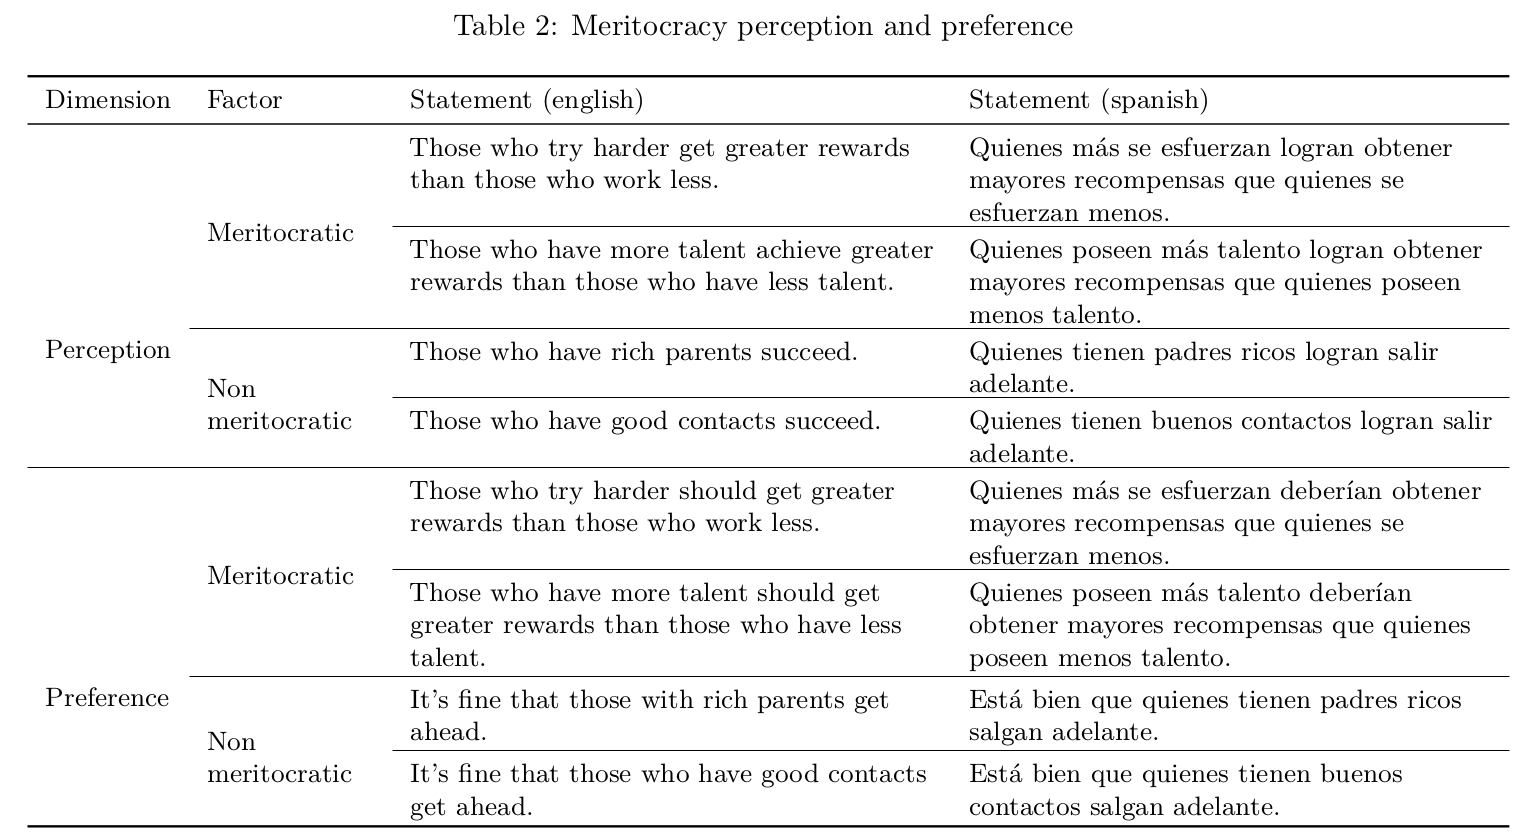 Table 2: Meritocracy perception and preference
Dimension Factor Statement (english) Statement (spanish)
Perception
Meritocratic
Those who try harder get greater rewards
than those who work less.
Quienes más se esfuerzan logran obtener
mayores recompensas que quienes se
esfuerzan menos.
Those who have more talent achieve greater
rewards than those who have less talent.
Quienes poseen más talento logran obtener
mayores recompensas que quienes poseen
menos talento.
Non
meritocratic
Those who have rich parents succeed.
Quienes tienen padres ricos logran salir
adelante.
Those who have good contacts succeed.
Quienes tienen buenos contactos logran salir
adelante.
Preference
Meritocratic
Those who try harder should get greater
rewards than those who work less.
Quienes más se esfuerzan deberían obtener
mayores recompensas que quienes se
esfuerzan menos.
Those who have more talent should get
greater rewards than those who have less
talent.
Quienes poseen más talento deberían
obtener mayores recompensas que quienes
poseen menos talento.
Non
meritocratic
It's fine that those with rich parents get
ahead.
Está bien que quienes tienen padres ricos
salgan adelante.
It's fine that those who have good contacts
get ahead.
Está bien que quienes tienen buenos
contactos salgan adelante.